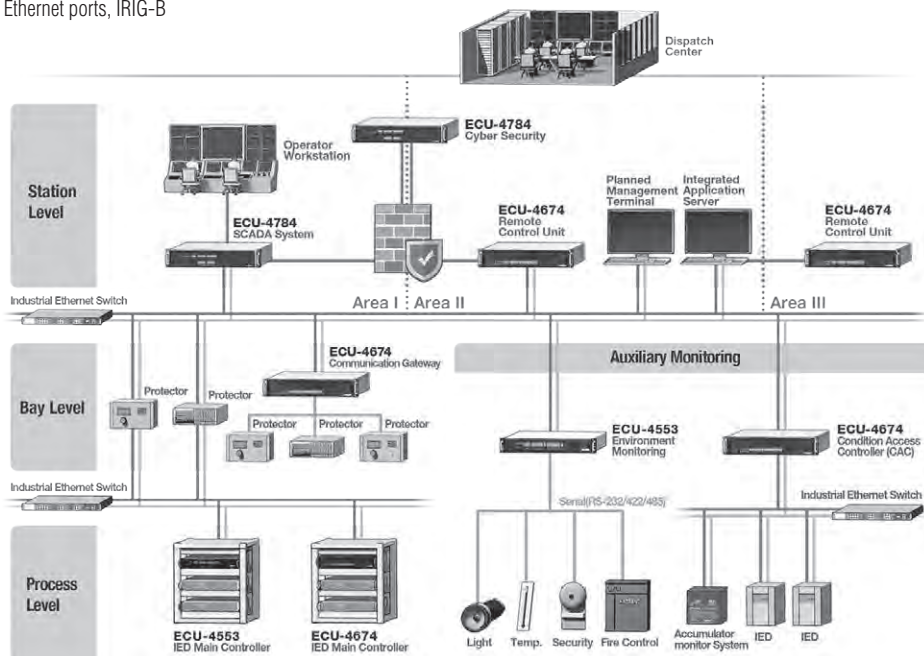 Ethernet ports, IRIG-B
Dispatch
Center
Station
Level
Operator
Workstation
ECU-4784
Cyber Security
ECU-4784
SCADA System
ECU-4674
Remote
Control Unit
Planned
Management
Terminal
Integrated
Application
Server
ECU-4674
Remote
Control Unit
Industrial Ethernet Switch
Area I
Area II
Area III
Bay Level
Protector
Protector
ECU-4674
Communication Gateway
Protector
Protector
Protector
Auxiliary Monitoring
ECU-4553
Environment
Monitoring
ECU-4674
Condition Access
Controller (CAC)
Industrial Ethernet Switch
Serial(RS-232/422/485)
Industrial Ethernet Switch
Process
Level
ECU-4553
IED Main Controller
ECU-4674
IED Main Controller
Light
Temp.
Security
Fire Control
Accumulator
monitor System
IED
IED